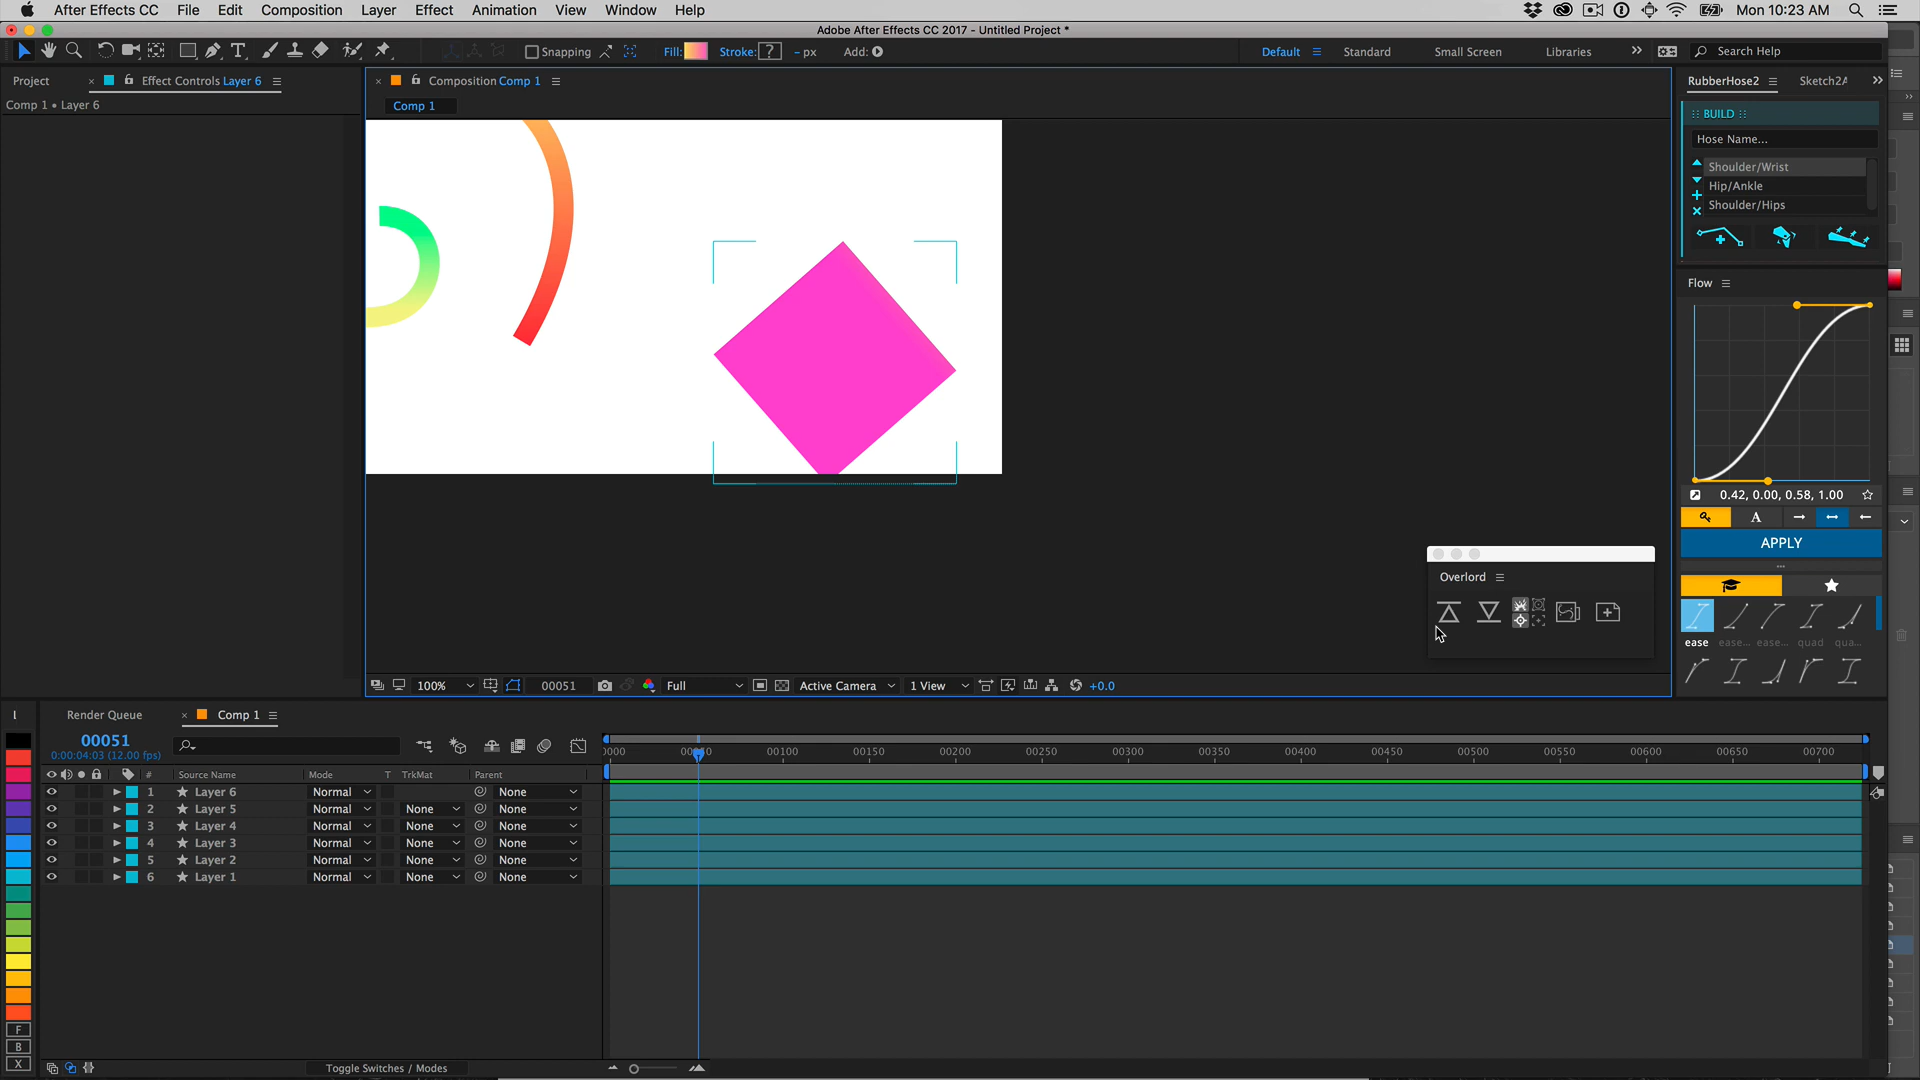 After Effects CC File Edit Composition Layer Effect Animation View Window Help Mon 10:23 AM
Adobe After Effects CC 2017 - Untitled Project *
Snapping Fill: Stroke: ? - px Add: Default Standard Small Screen Libraries Search Help
Project Effect Controls Layer 6 Composition Comp 1 RubberHose2 Sketch2A
Comp 1 • Layer 6 Comp 1
:: BUILD ::
Hose Name...
Shoulder/Wrist
Hip/Ankle
Shoulder/Hips
Flow
0.42, 0.00, 0.58, 1.00
A
APPLY
Overlord
ease ease... ease... quad qua...
100% 00051 Full Active Camera 1 View +0.0
Render Queue Comp 1
00051
0:00:04:03 (12.00 fps)
0000 00050 00100 00150 00200 00250 00300 00350 00400 00450 00500 00550 00600 00650 00700
# Source Name Mode T TrkMat Parent
1 Layer 6 Normal None
2 Layer 5 Normal None None
3 Layer 4 Normal None None
4 Layer 3 Normal None None
5 Layer 2 Normal None None
6 Layer 1 Normal None None
F
B
X
Toggle Switches / Modes